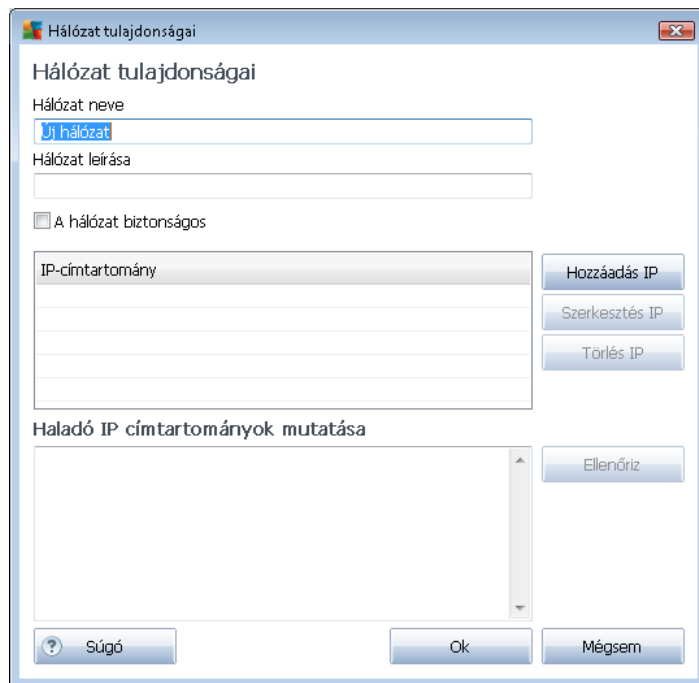 Hálózat tulajdonságai
Hálózat tulajdonságai
Hálózat neve
Új hálózat
Hálózat leírása
A hálózat biztonságos
IP-címtartomány
Hozzáadás IP
Szerkesztés IP
Törlés IP
Haladó IP címtartományok mutatása
Ellenőriz
? Súgó
Ok
Mégsem